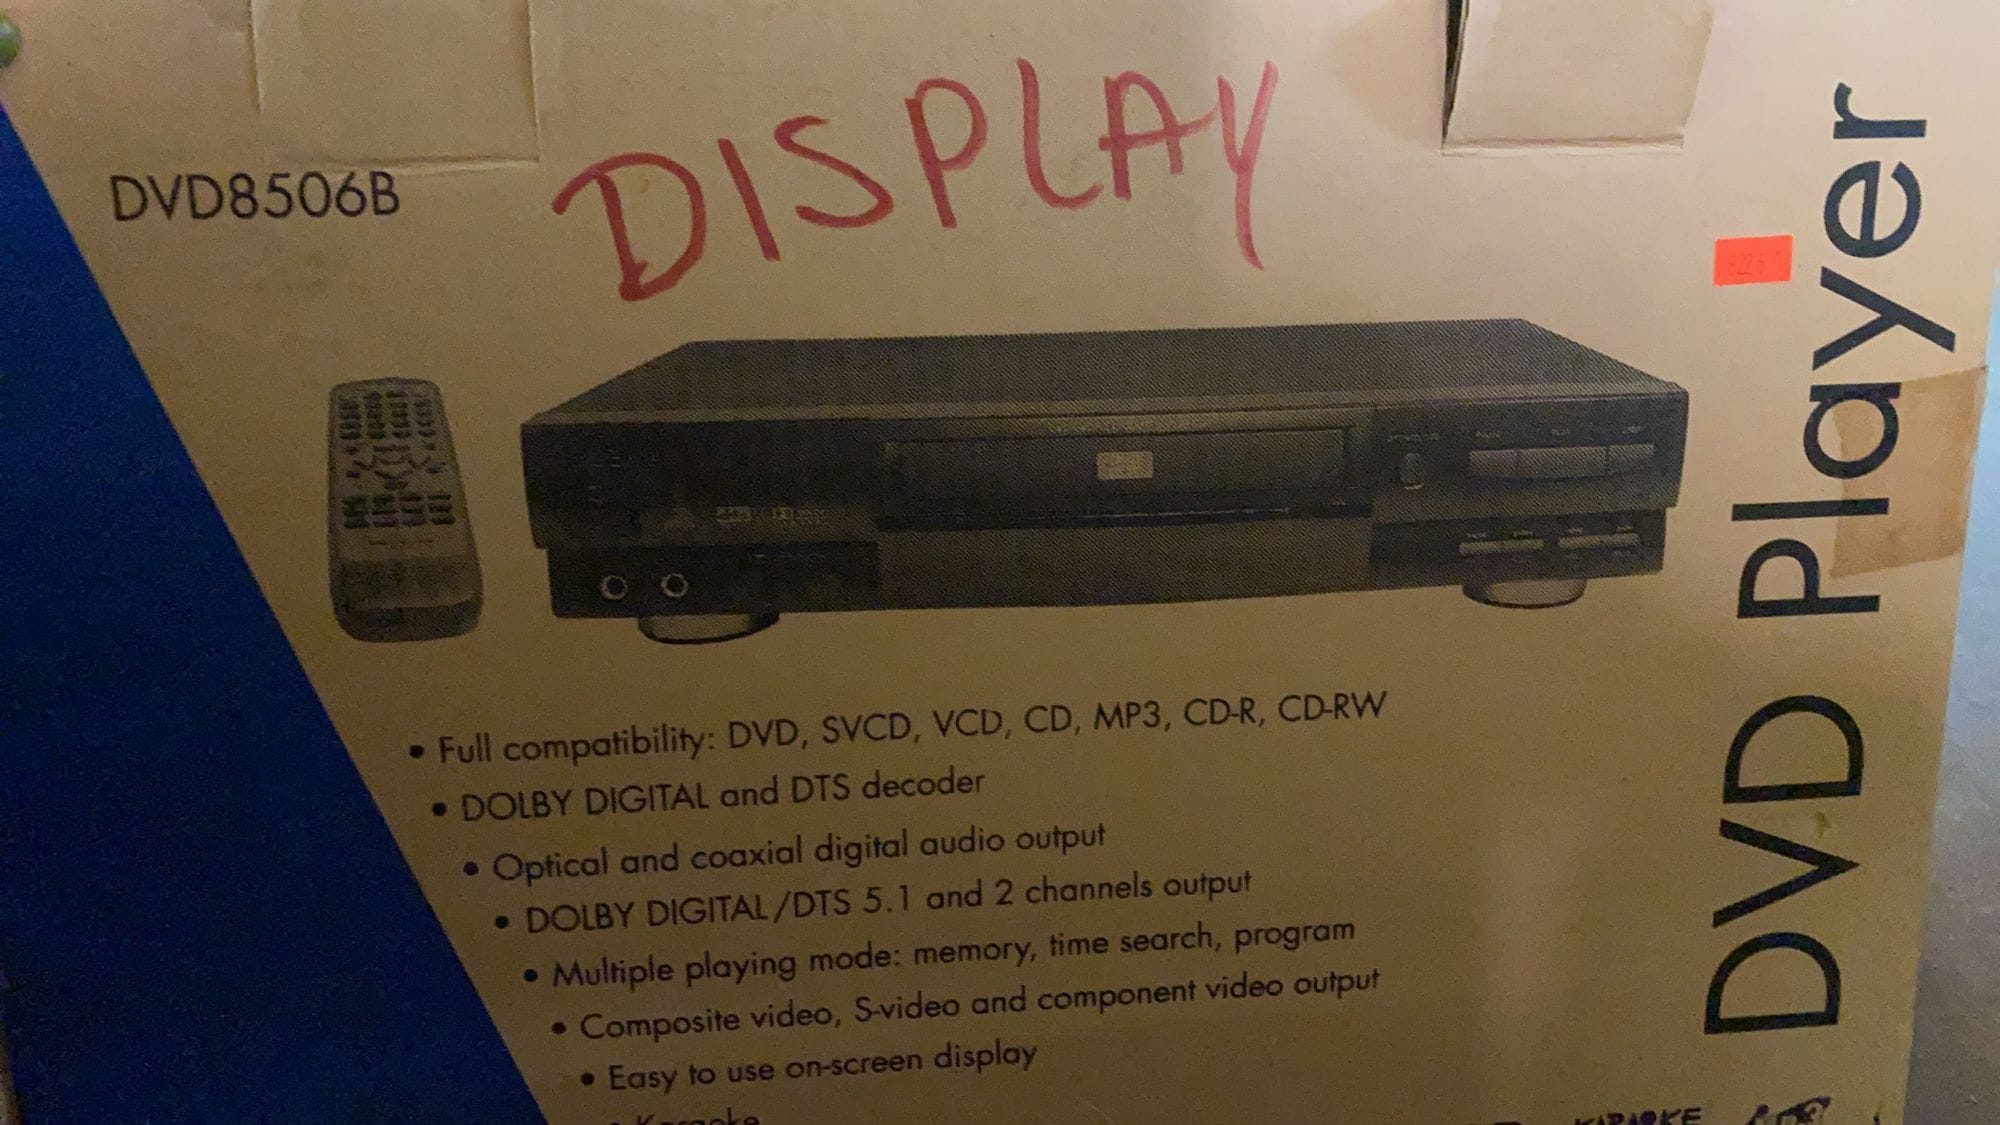 DISPLAY
DVD8506B
DVD Player
• Full compatibility: DVD, SVCD, VCD, CD, MP3, CD-R, CD-RW
• DOLBY DIGITAL and DTS decoder
• Optical and coaxial digital audio output
• DOLBY DIGITAL/DTS 5.1 and 2 channels output
• Multiple playing mode: memory, time search, program
• Composite video, S-video and component video output
• Easy to use on-screen display
• Karaoke
KARAOKE